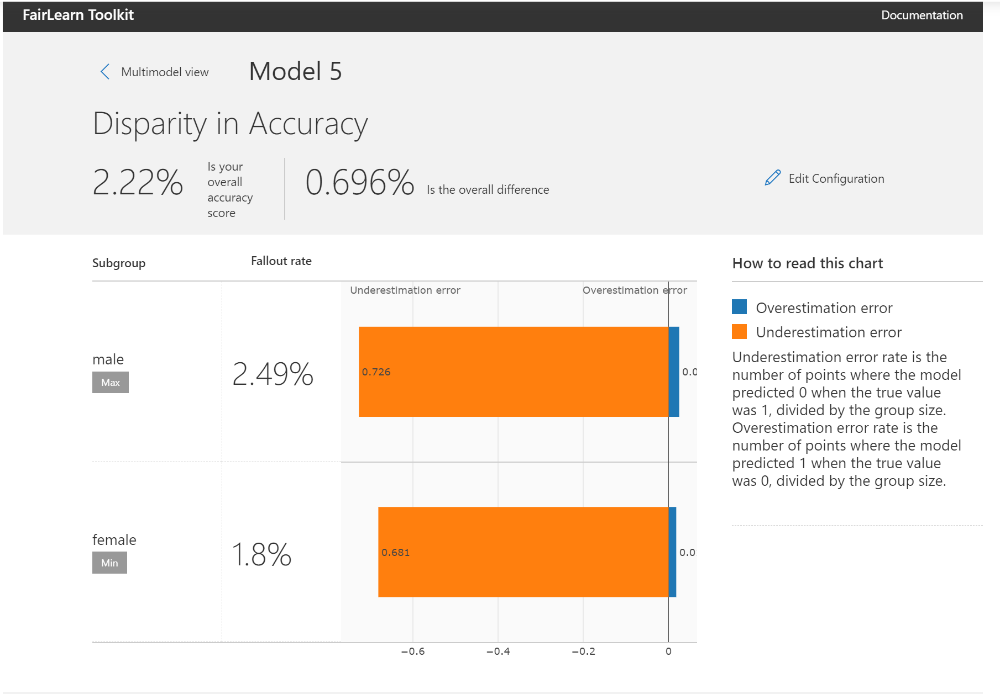 FairLearn Toolkit
Documentation
Multimodel view
Model 5
Disparity in Accuracy
2.22%
Is your
overall
accuracy
score
0.696%
Is the overall difference
Edit Configuration
Subgroup
Fallout rate
How to read this chart
Underestimation error
Overestimation error
Overestimation error
Underestimation error
Underestimation error rate is the
number of points where the model
predicted 0 when the true value
was 1, divided by the group size.
Overestimation error rate is the
number of points where the model
predicted 1 when the true value
was 0, divided by the group size.
male
Max
2.49%
0.726
female
Min
1.8%
0.681
−0.6
−0.4
−0.2
0